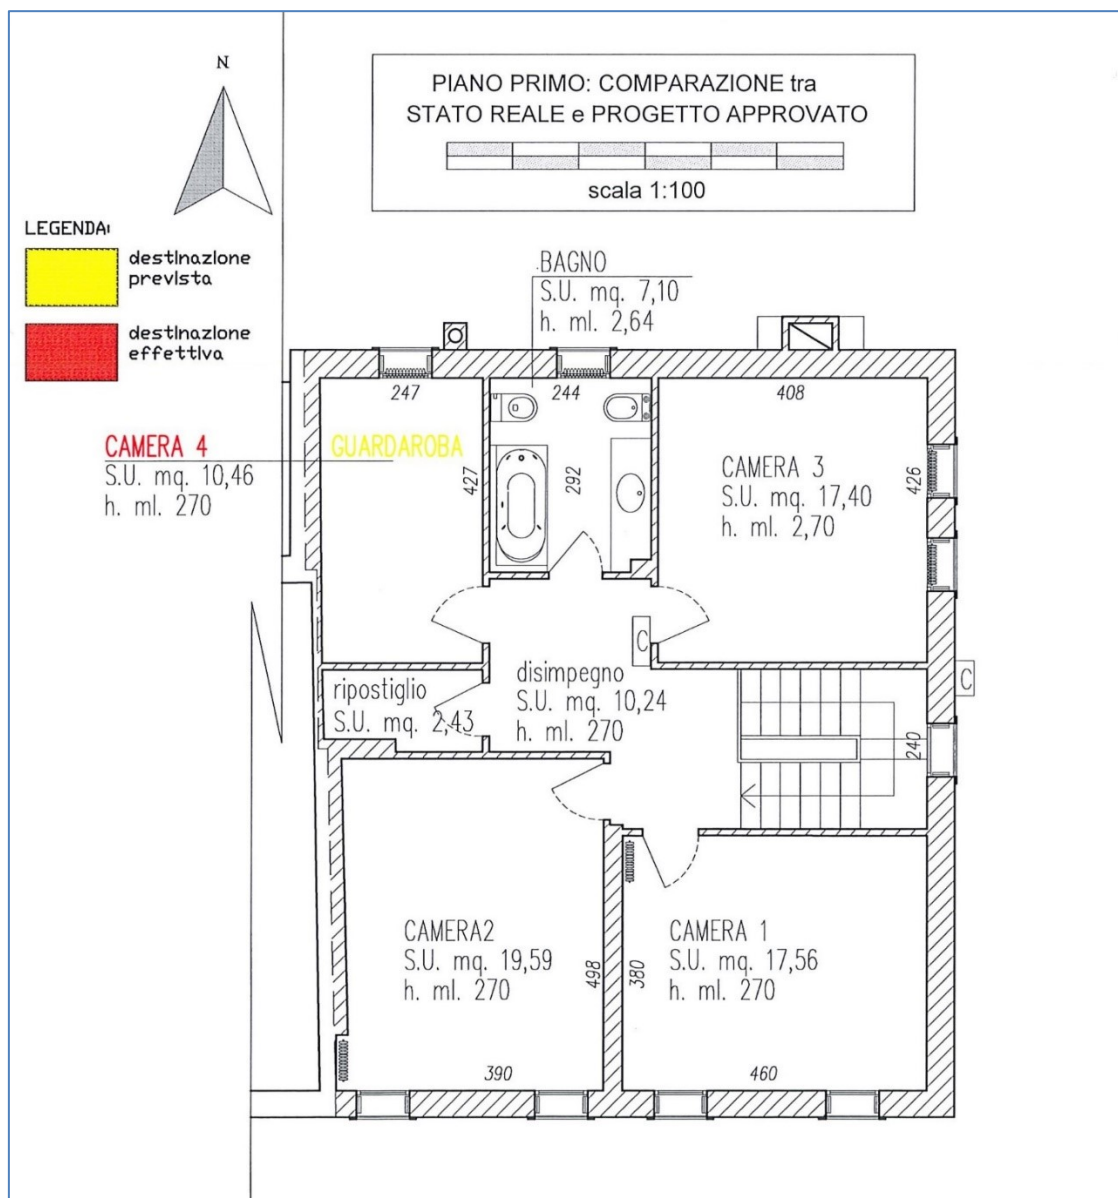 N
PIANO PRIMO: COMPARAZIONE tra
STATO REALE e PROGETTO APPROVATO
scala 1:100
LEGENDA:
destinazione
prevista
destinazione
effettiva
BAGNO
S.U. mq. 7,10
h. ml. 2,64
247
244
408
CAMERA 4
S.U. mq. 10,46
h. ml. 270
GUARDAROBA
427
292
CAMERA 3
S.U. mq. 17,40
h. ml. 2,70
426
C
C
ripostiglio
S.U. mq. 2,43
disimpegno
S.U. mq. 10,24
h. ml. 270
240
CAMERA2
S.U. mq. 19,59
h. ml. 270
498
380
CAMERA 1
S.U. mq. 17,56
h. ml. 270
390
460